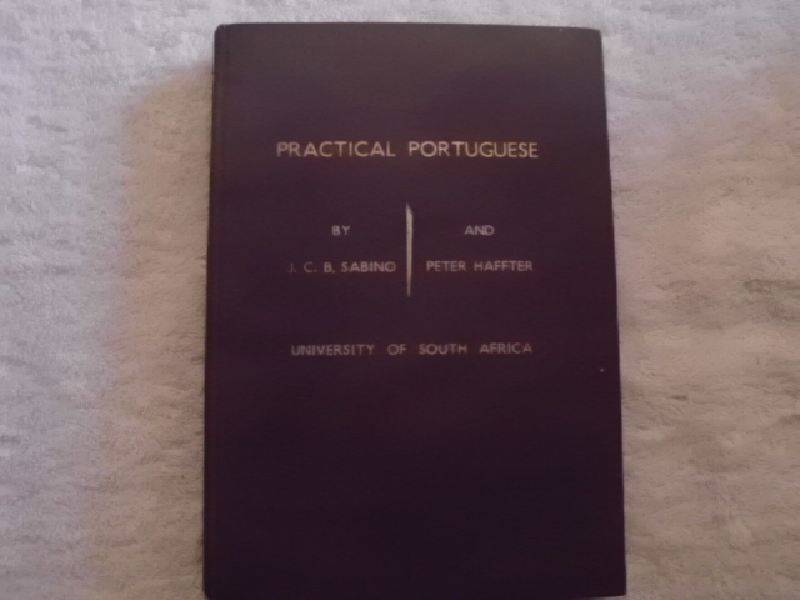 PRACTICAL PORTUGUESE
BY AND
J. C. B. SABINO PETER HAFFTER
UNIVERSITY OF SOUTH AFRICA